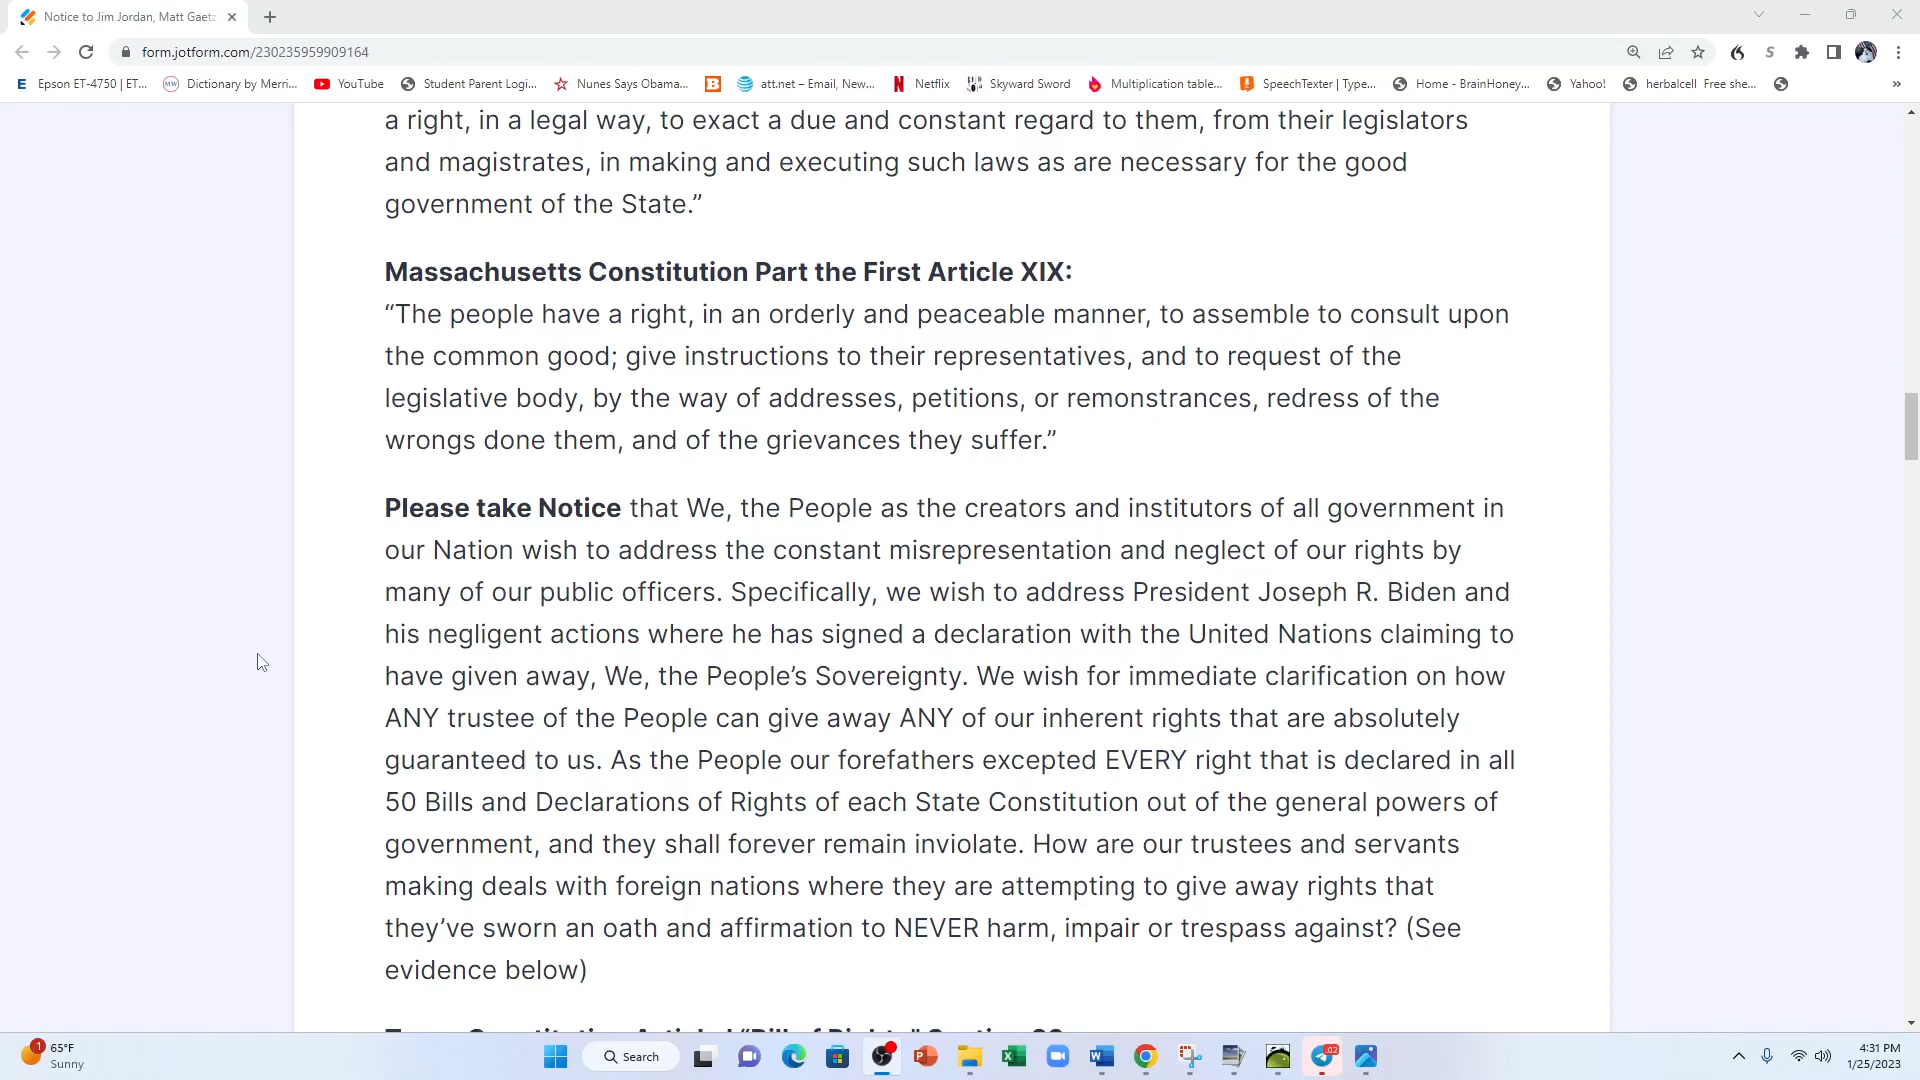 Notice to Jim Jordan, Matt Gaetz
form.jotform.com/230235959909164
Epson ET-4750 | ET...
Dictionary by Merri...
YouTube
Student Parent Logi...
Nunes Says Obama...
att.net – Email, New...
Netflix
Skyward Sword
Multiplication table...
SpeechTexter | Type...
Home - BrainHoney...
Yahoo!
herbalcell Free she...
a right, in a legal way, to exact a due and constant regard to them, from their legislators
and magistrates, in making and executing such laws as are necessary for the good
government of the State.”
Massachusetts Constitution Part the First Article XIX:
“The people have a right, in an orderly and peaceable manner, to assemble to consult upon
the common good; give instructions to their representatives, and to request of the
legislative body, by the way of addresses, petitions, or remonstrances, redress of the
wrongs done them, and of the grievances they suffer.”
Please take Notice that We, the People as the creators and institutors of all government in
our Nation wish to address the constant misrepresentation and neglect of our rights by
many of our public officers. Specifically, we wish to address President Joseph R. Biden and
his negligent actions where he has signed a declaration with the United Nations claiming to
have given away, We, the People’s Sovereignty. We wish for immediate clarification on how
ANY trustee of the People can give away ANY of our inherent rights that are absolutely
guaranteed to us. As the People our forefathers excepted EVERY right that is declared in all
50 Bills and Declarations of Rights of each State Constitution out of the general powers of
government, and they shall forever remain inviolate. How are our trustees and servants
making deals with foreign nations where they are attempting to give away rights that
they’ve sworn an oath and affirmation to NEVER harm, impair or trespass against? (See
evidence below)
65°F
Sunny
Search
4:31 PM
1/25/2023